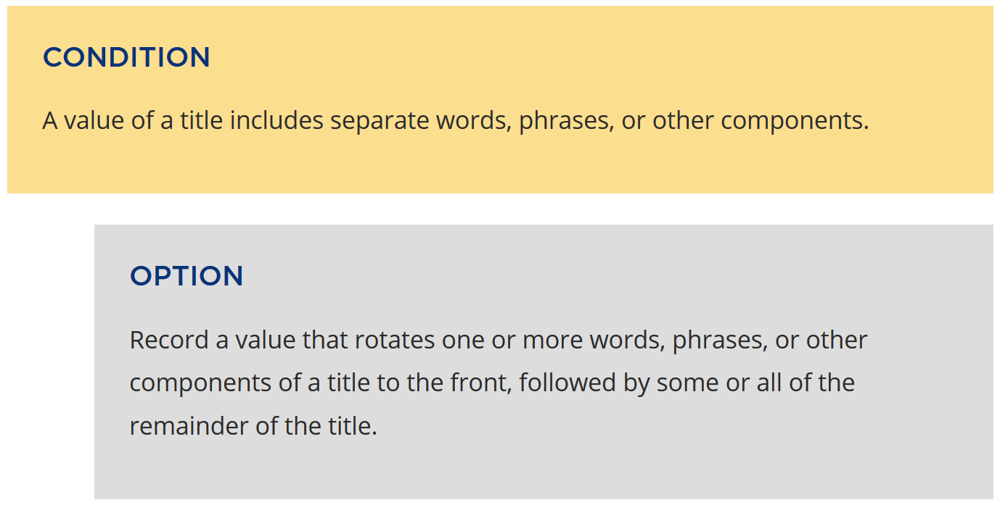 CONDITION
A value of a title includes separate words, phrases, or other components.
OPTION
Record a value that rotates one or more words, phrases, or other
components of a title to the front, followed by some or all of the
remainder of the title.